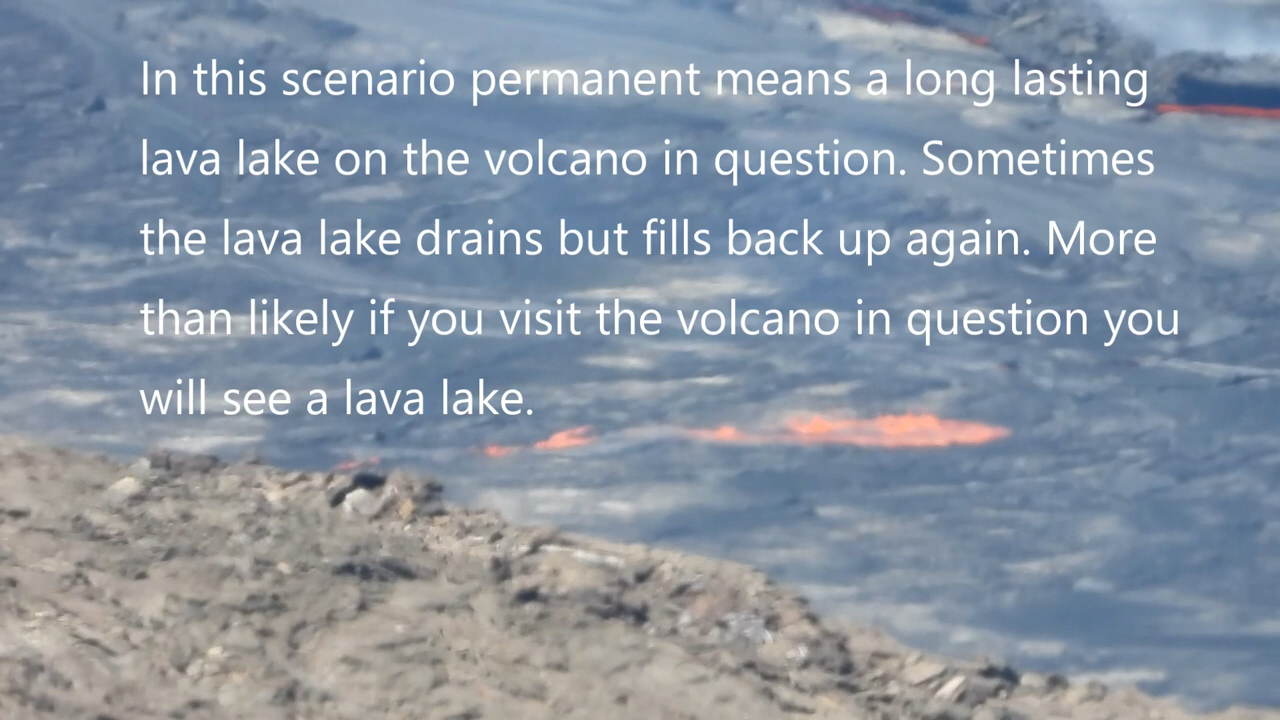 In this scenario permanent means a long lasting
lava lake on the volcano in question. Sometimes
the lava lake drains but fills back up again. More
than likely if you visit the volcano in question you
will see a lava lake.